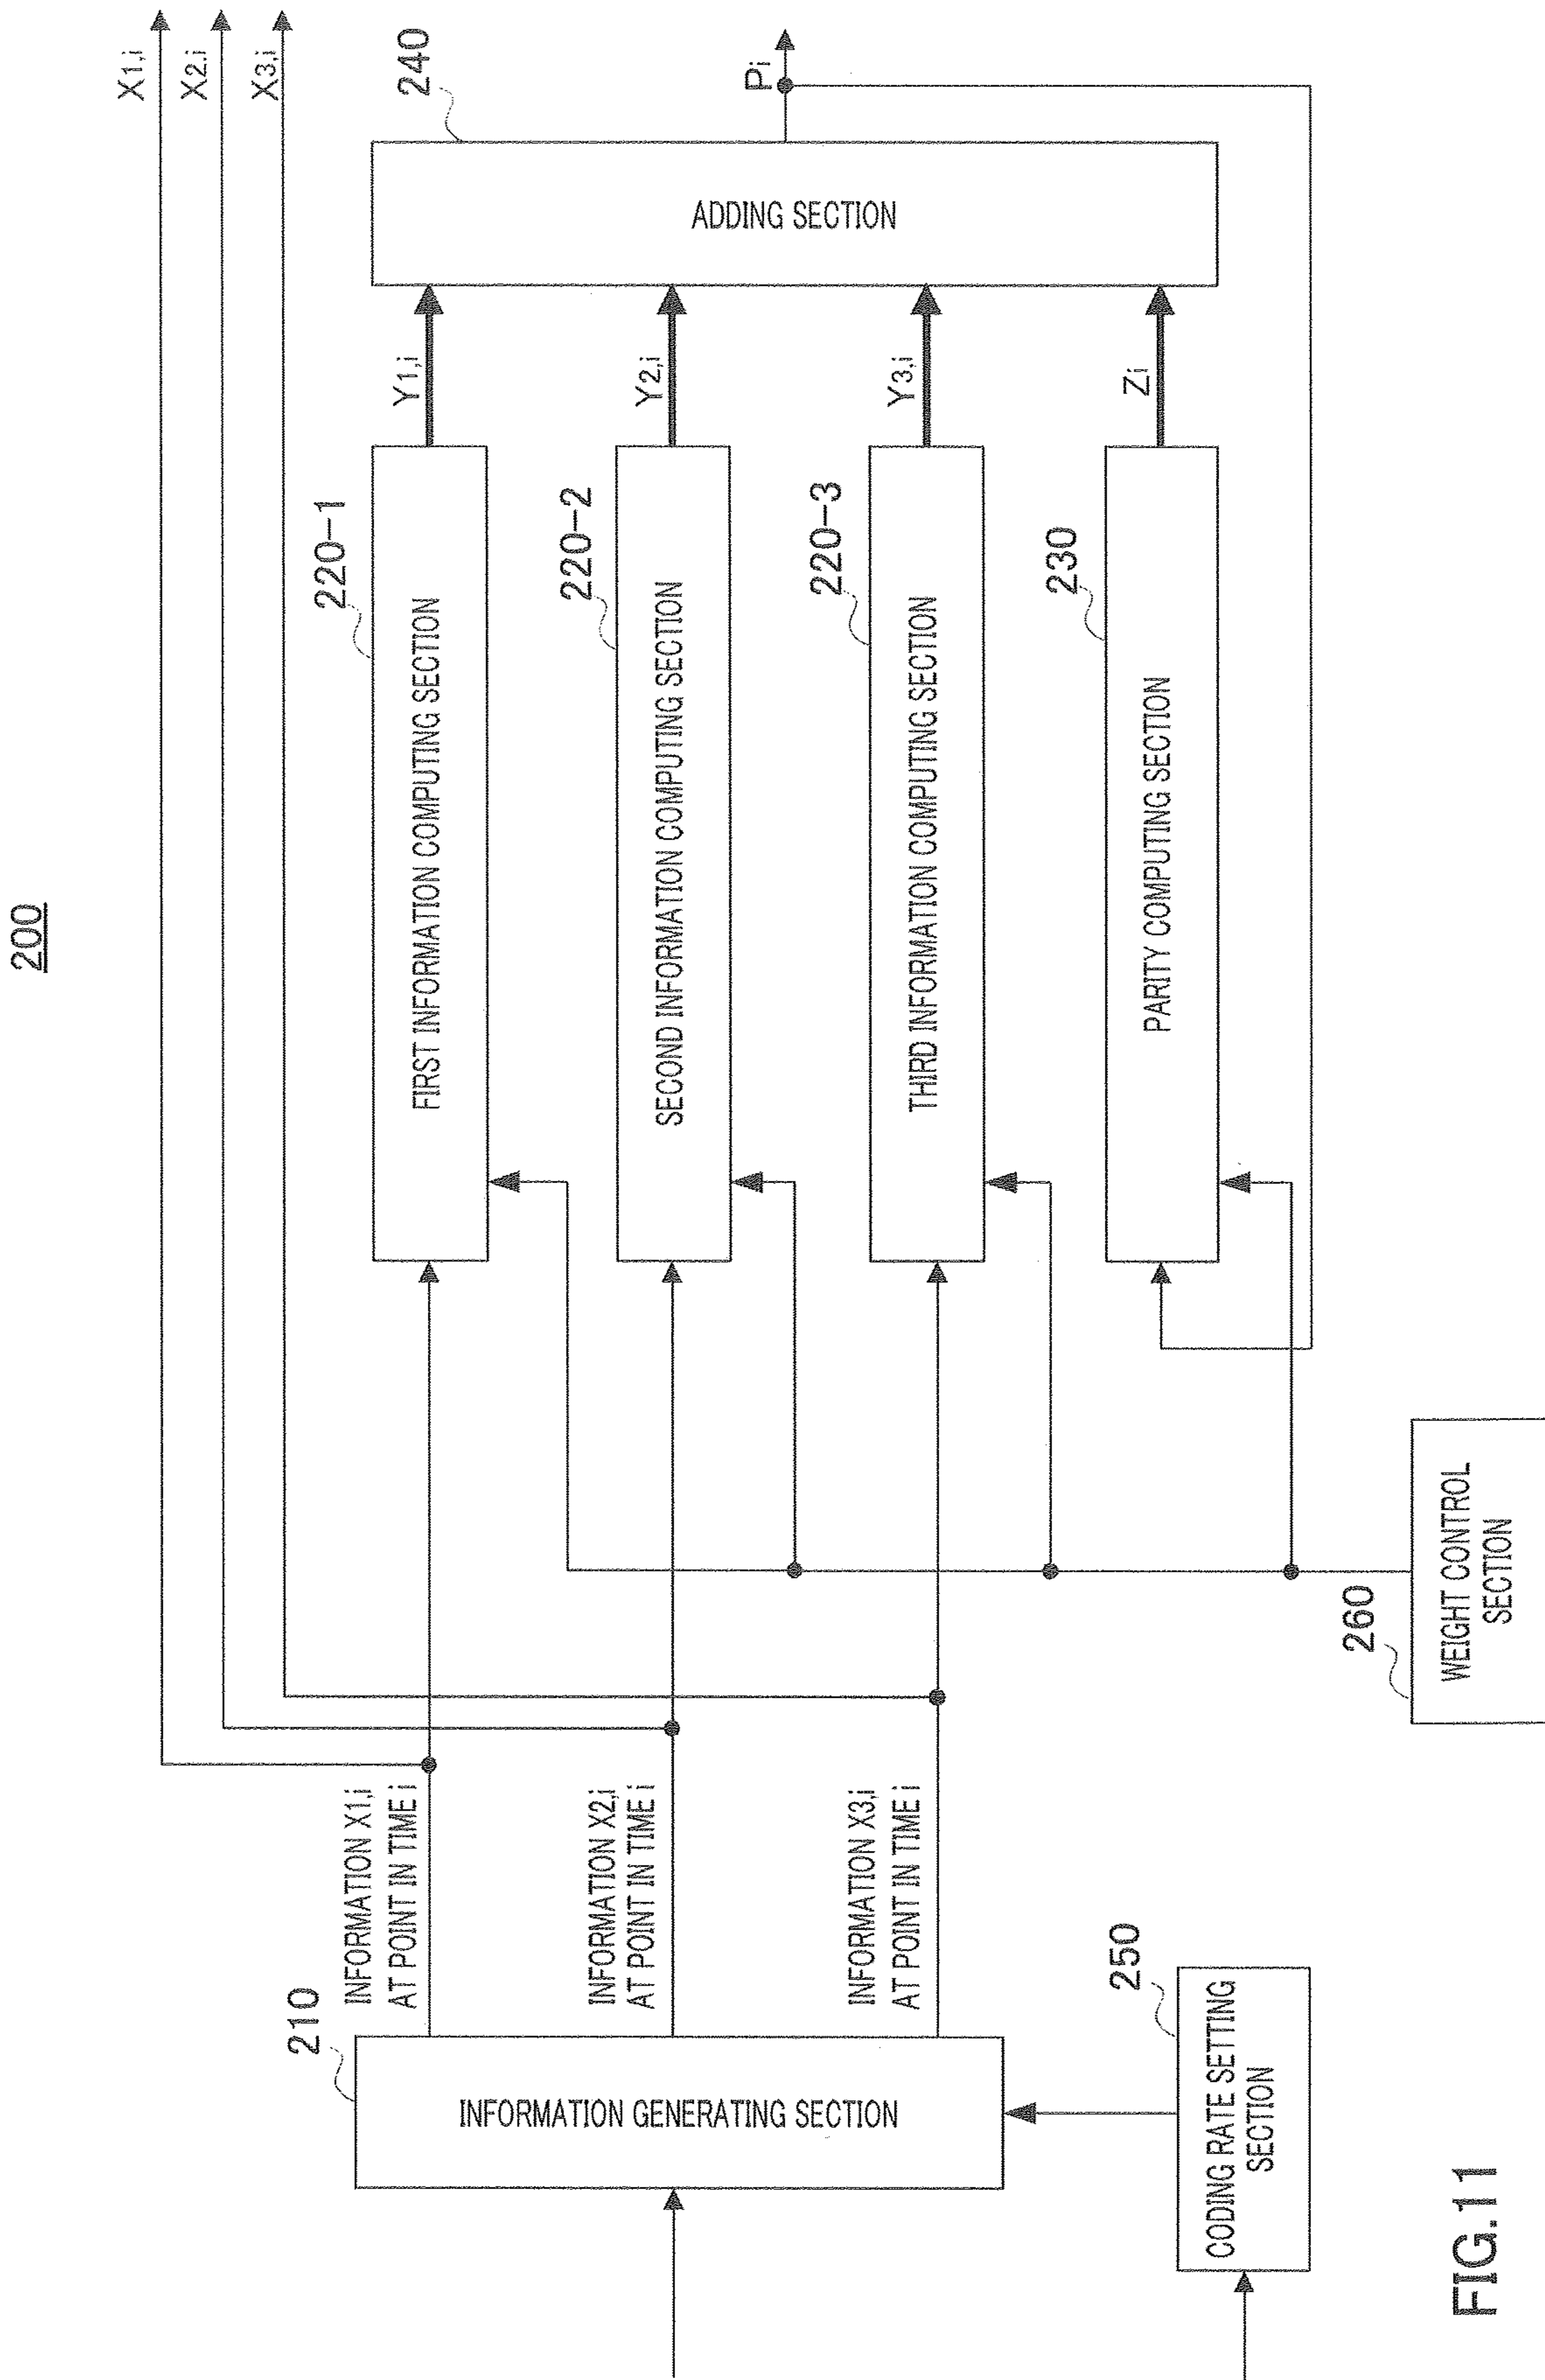 200
X1,i
X2,i
X3,i
240
Pi
ADDING SECTION
Y1,i
Y2,i
Y3,i
Zi
220-1
FIRST INFORMATION COMPUTING SECTION
220-2
SECOND INFORMATION COMPUTING SECTION
220-3
THIRD INFORMATION COMPUTING SECTION
230
PARITY COMPUTING SECTION
260
WEIGHT CONTROL
SECTION
INFORMATION X1,i
AT POINT IN TIME i
INFORMATION X2,i
AT POINT IN TIME i
INFORMATION X3,i
AT POINT IN TIME i
210
INFORMATION GENERATING SECTION
250
CODING RATE SETTING
SECTION
FIG.11